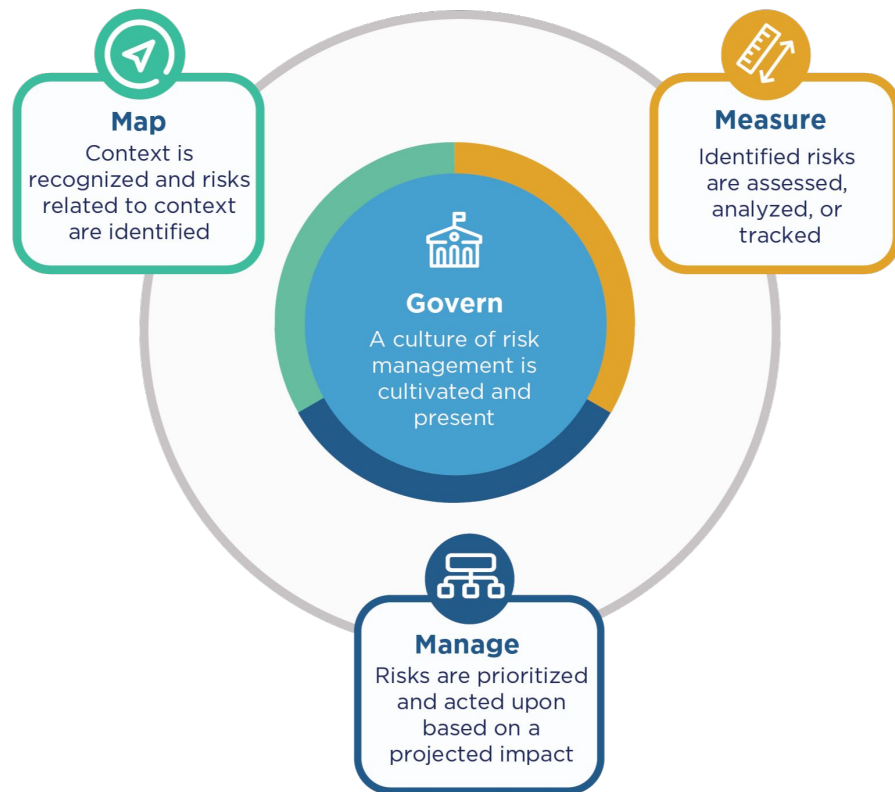 Map
Context is
recognized and risks
related to context
are identified
Measure
Identified risks
are assessed,
analyzed, or
tracked
Govern
A culture of risk
management is
cultivated and
present
Manage
Risks are prioritized
and acted upon
based on a
projected impact